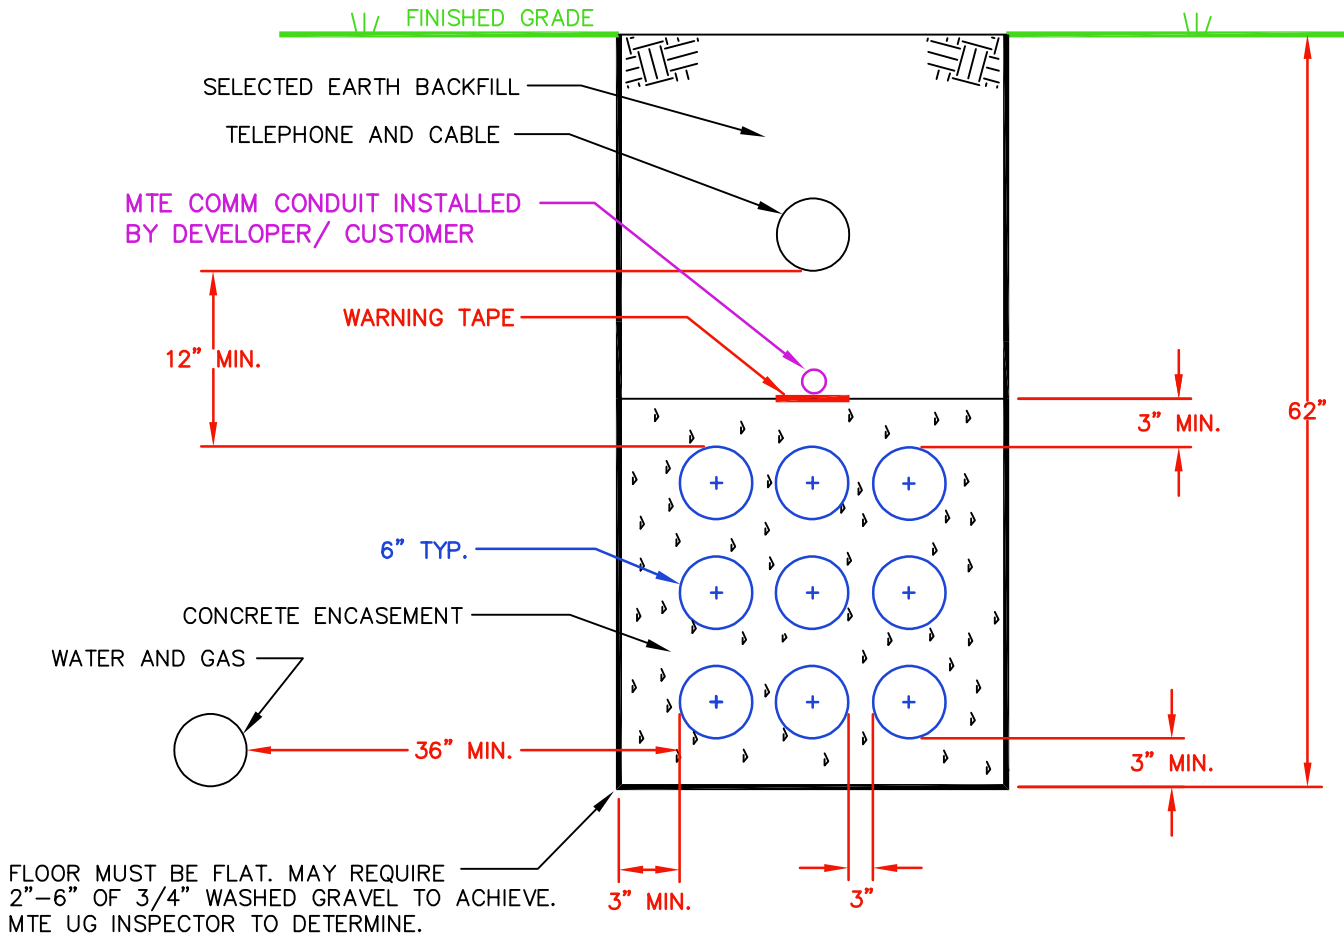 FINISHED GRADE
SELECTED EARTH BACKFILL
TELEPHONE AND CABLE
MTE COMM CONDUIT INSTALLED
BY DEVELOPER/ CUSTOMER
WARNING TAPE
12" MIN.
3" MIN.
62"
6" TYP.
CONCRETE ENCASEMENT
WATER AND GAS
36" MIN.
3" MIN.
FLOOR MUST BE FLAT. MAY REQUIRE
2"-6" OF 3/4" WASHED GRAVEL TO ACHIEVE.
MTE UG INSPECTOR TO DETERMINE.
3" MIN.
3"